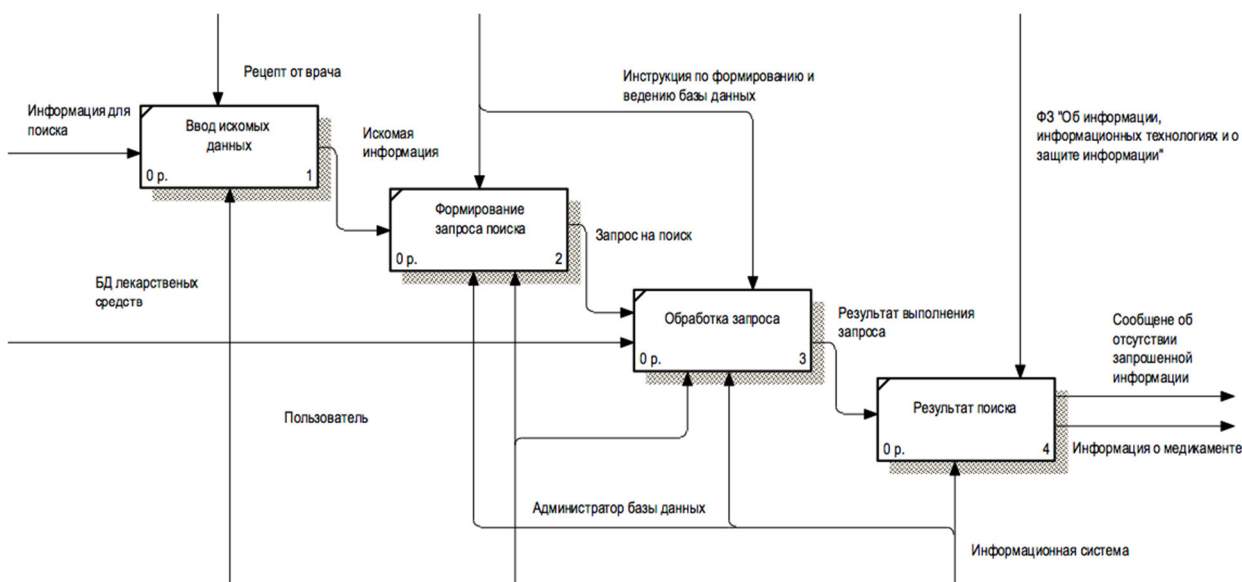 Рецепт от врача
Информация для
поиска
Ввод искомых
данных
0 р.
1
Искомая
информация
Инструкция по формированию и
ведению базы данных
ФЗ "Об информации,
информационных технологиях и о
защите информации"
Формирование
запроса поиска
0 р.
2
Запрос на поиск
БД лекарственых
средств
Обработка запроса
0 р.
3
Результат выполнения
запроса
Сообщене об
отсутствии
запрошенной
информации
Результат поиска
0 р.
4
Информация о медикаменте
Пользователь
Администратор базы данных
Информационная система